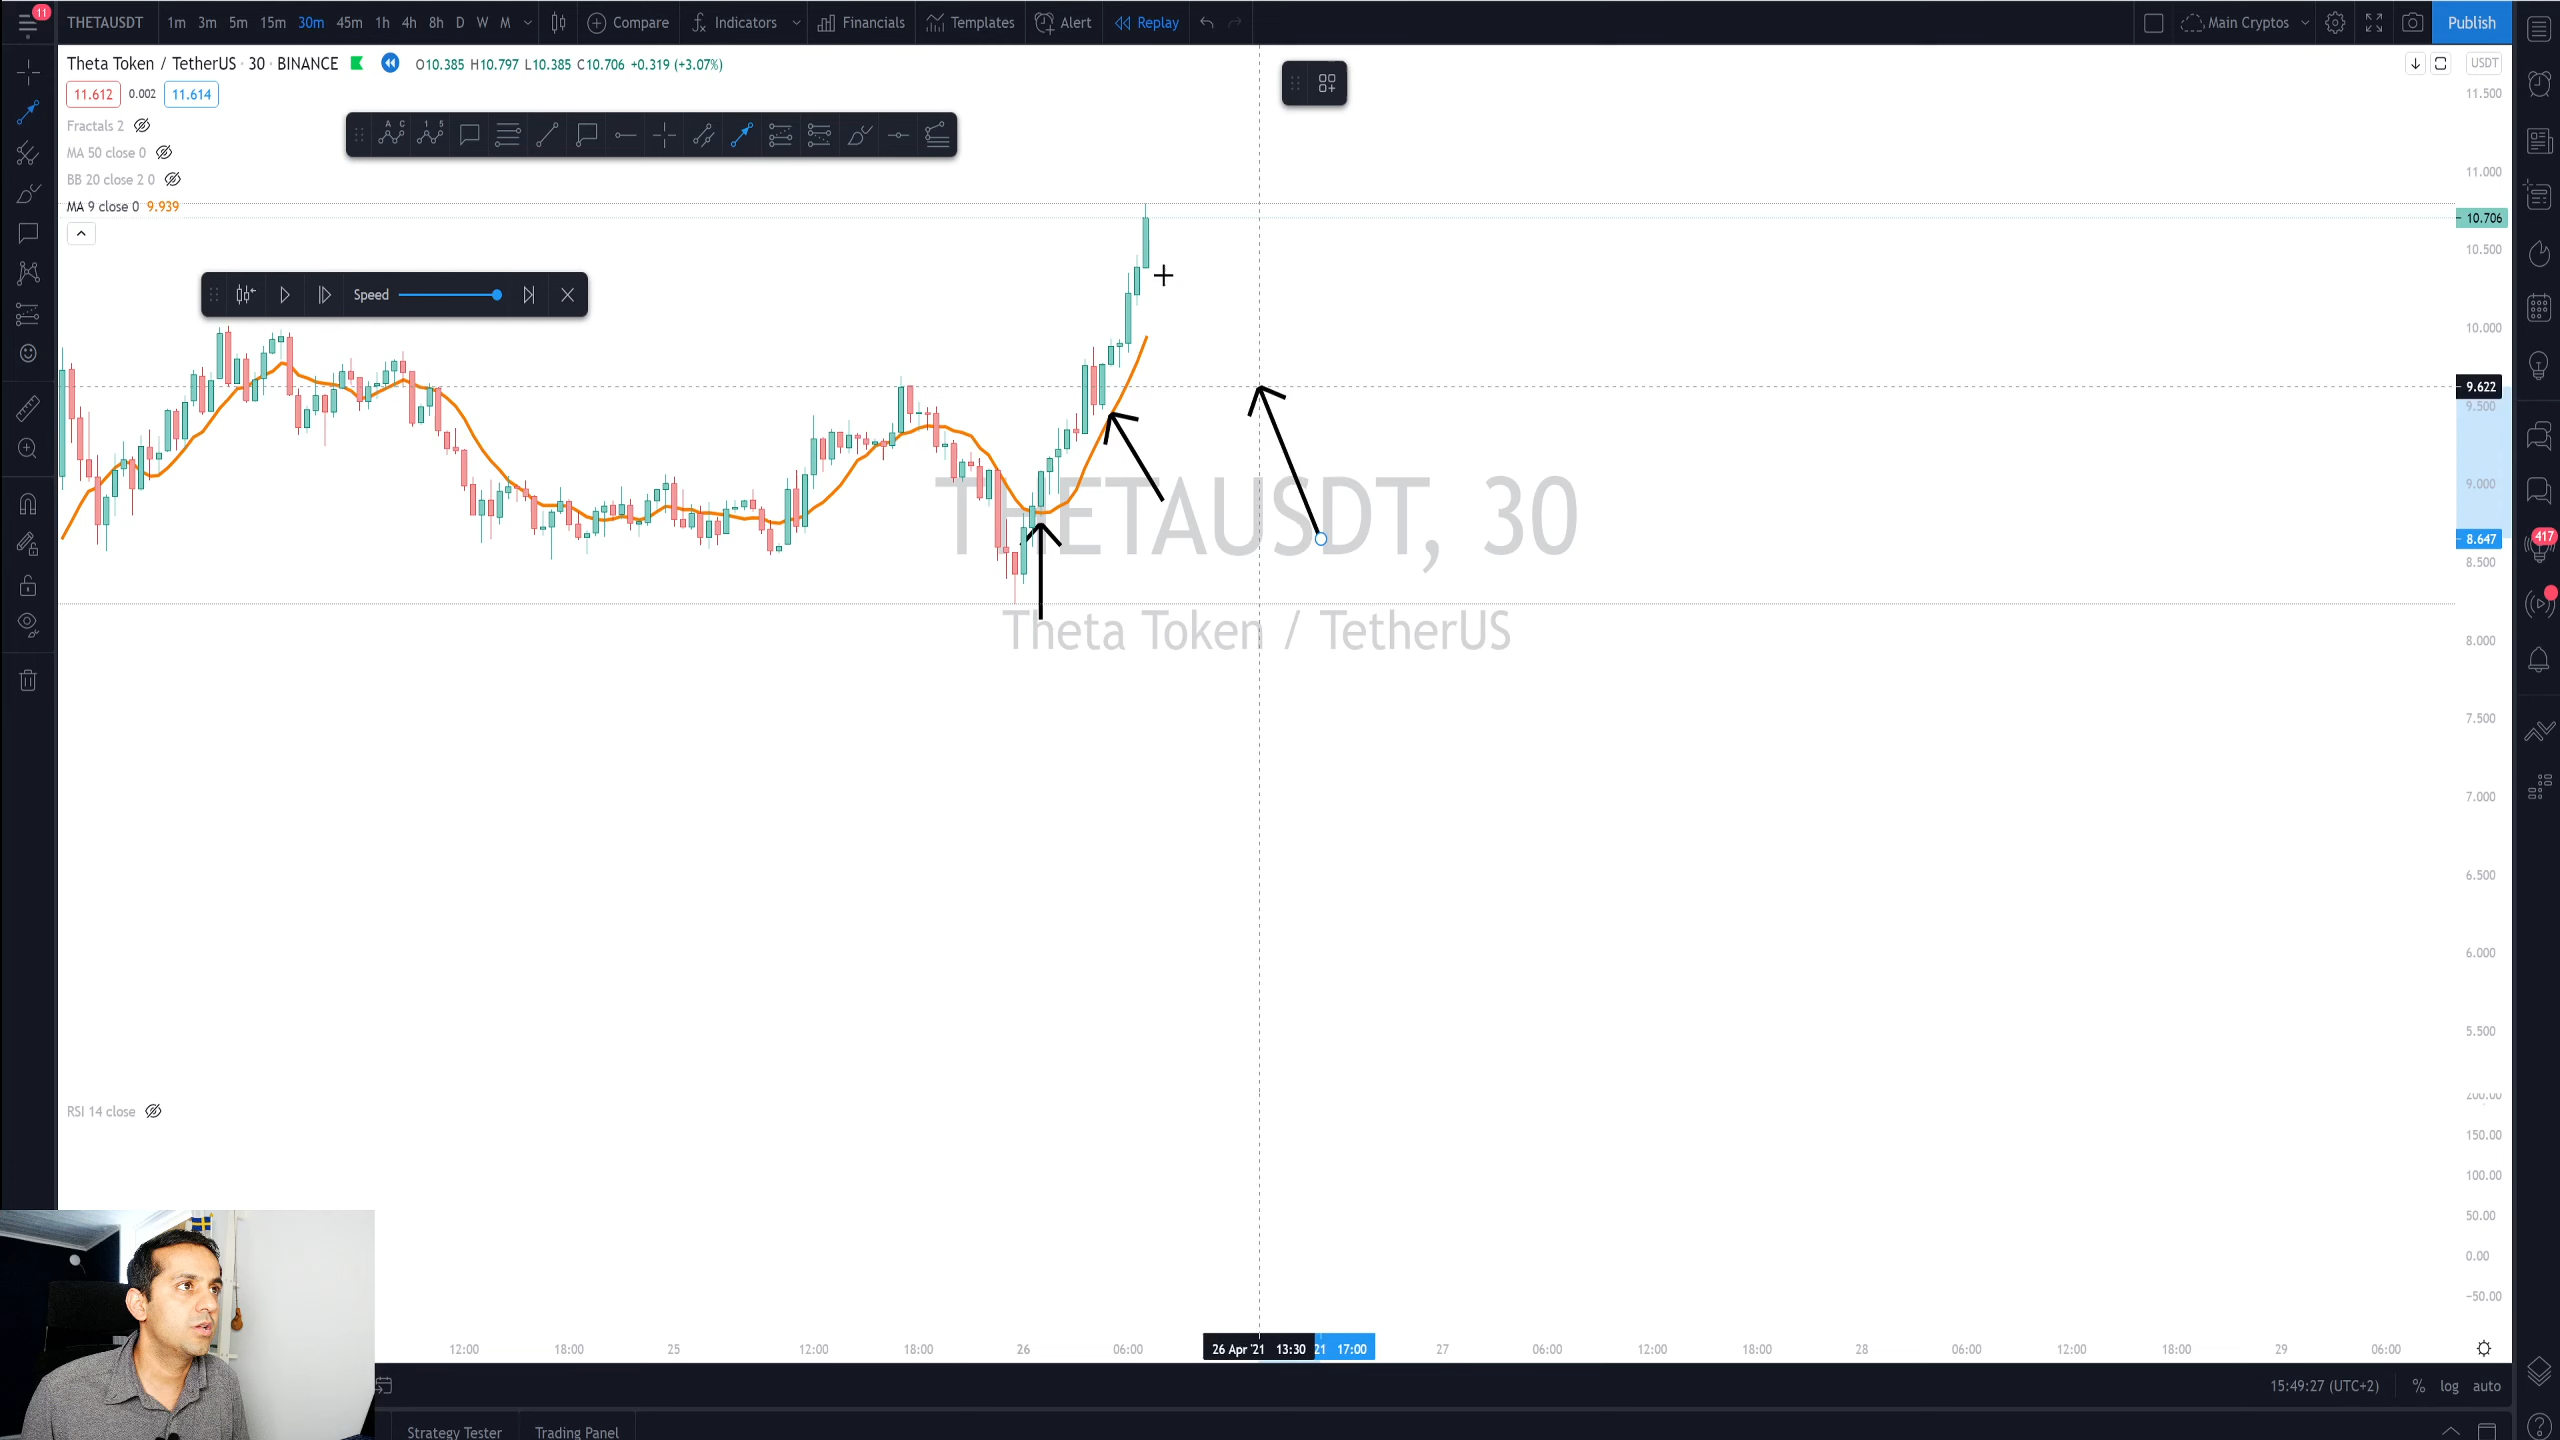 11
THETAUSDT 1m 3m 5m 15m 30m 45m 1h 4h 8h D W M Compare Indicators Financials Templates Alert Replay Main Cryptos Publish
Theta Token / TetherUS · 30 · BINANCE O10.385 H10.797 L10.385 C10.706 +0.319 (+3.07%)
USDT
11.612 0.002 11.614
11.500
Fractals 2
MA 50 close 0
BB 20 close 2 0
11.000
MA 9 close 0 9.939
10.706
10.500
Speed
10.000
9.622
9.500
9.000
THETAUSDT, 30
8.647
417
8.500
Theta Token / TetherUS
8.000
7.500
7.000
6.500
6.000
5.500
200.00
RSI 14 close
150.00
100.00
50.00
0.00
−50.00
12:00 18:00 25 12:00 18:00 26 06:00 26 Apr '21 13:30 21 17:00 27 06:00 12:00 18:00 28 06:00 12:00 18:00 29 06:00
15:49:27 (UTC+2) % log auto
Strategy Tester Trading Panel